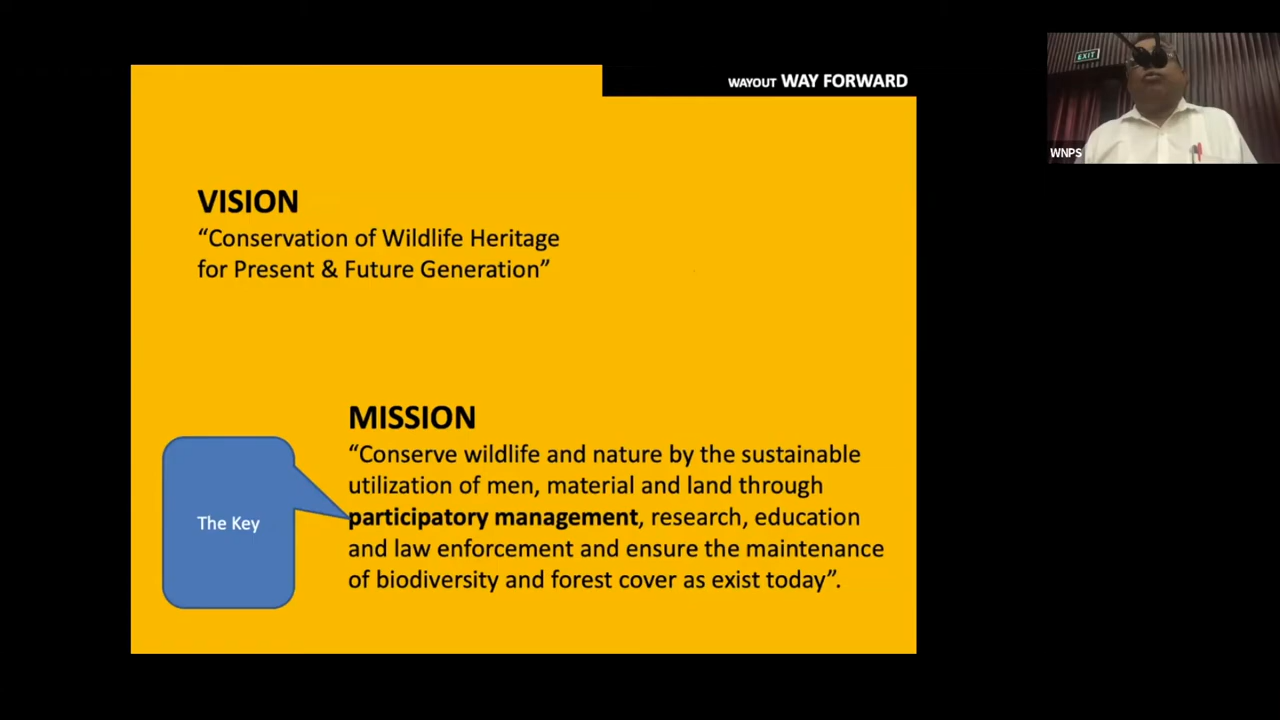 WAYOUT WAY FORWARD
EXIT
WNPS
VISION
“Conservation of Wildlife Heritage
for Present & Future Generation”
MISSION
“Conserve wildlife and nature by the sustainable
utilization of men, material and land through
participatory management, research, education
and law enforcement and ensure the maintenance
of biodiversity and forest cover as exist today”.
The Key